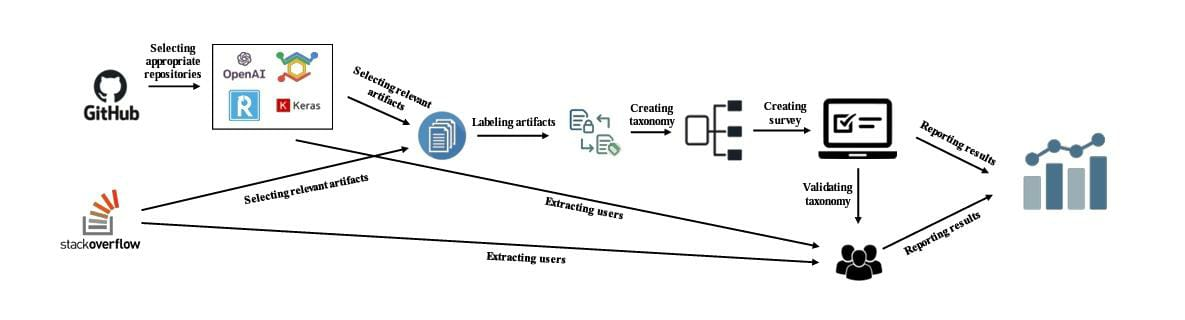 Selecting
appropriate
repositories
GitHub
OpenAI
R
K Keras
Selecting relevant
artifacts
Labeling artifacts
Creating
taxonomy
Creating
survey
Reporting results
Validating
taxonomy
Selecting relevant artifacts
Extracting users
stackoverflow
Extracting users
Reporting results